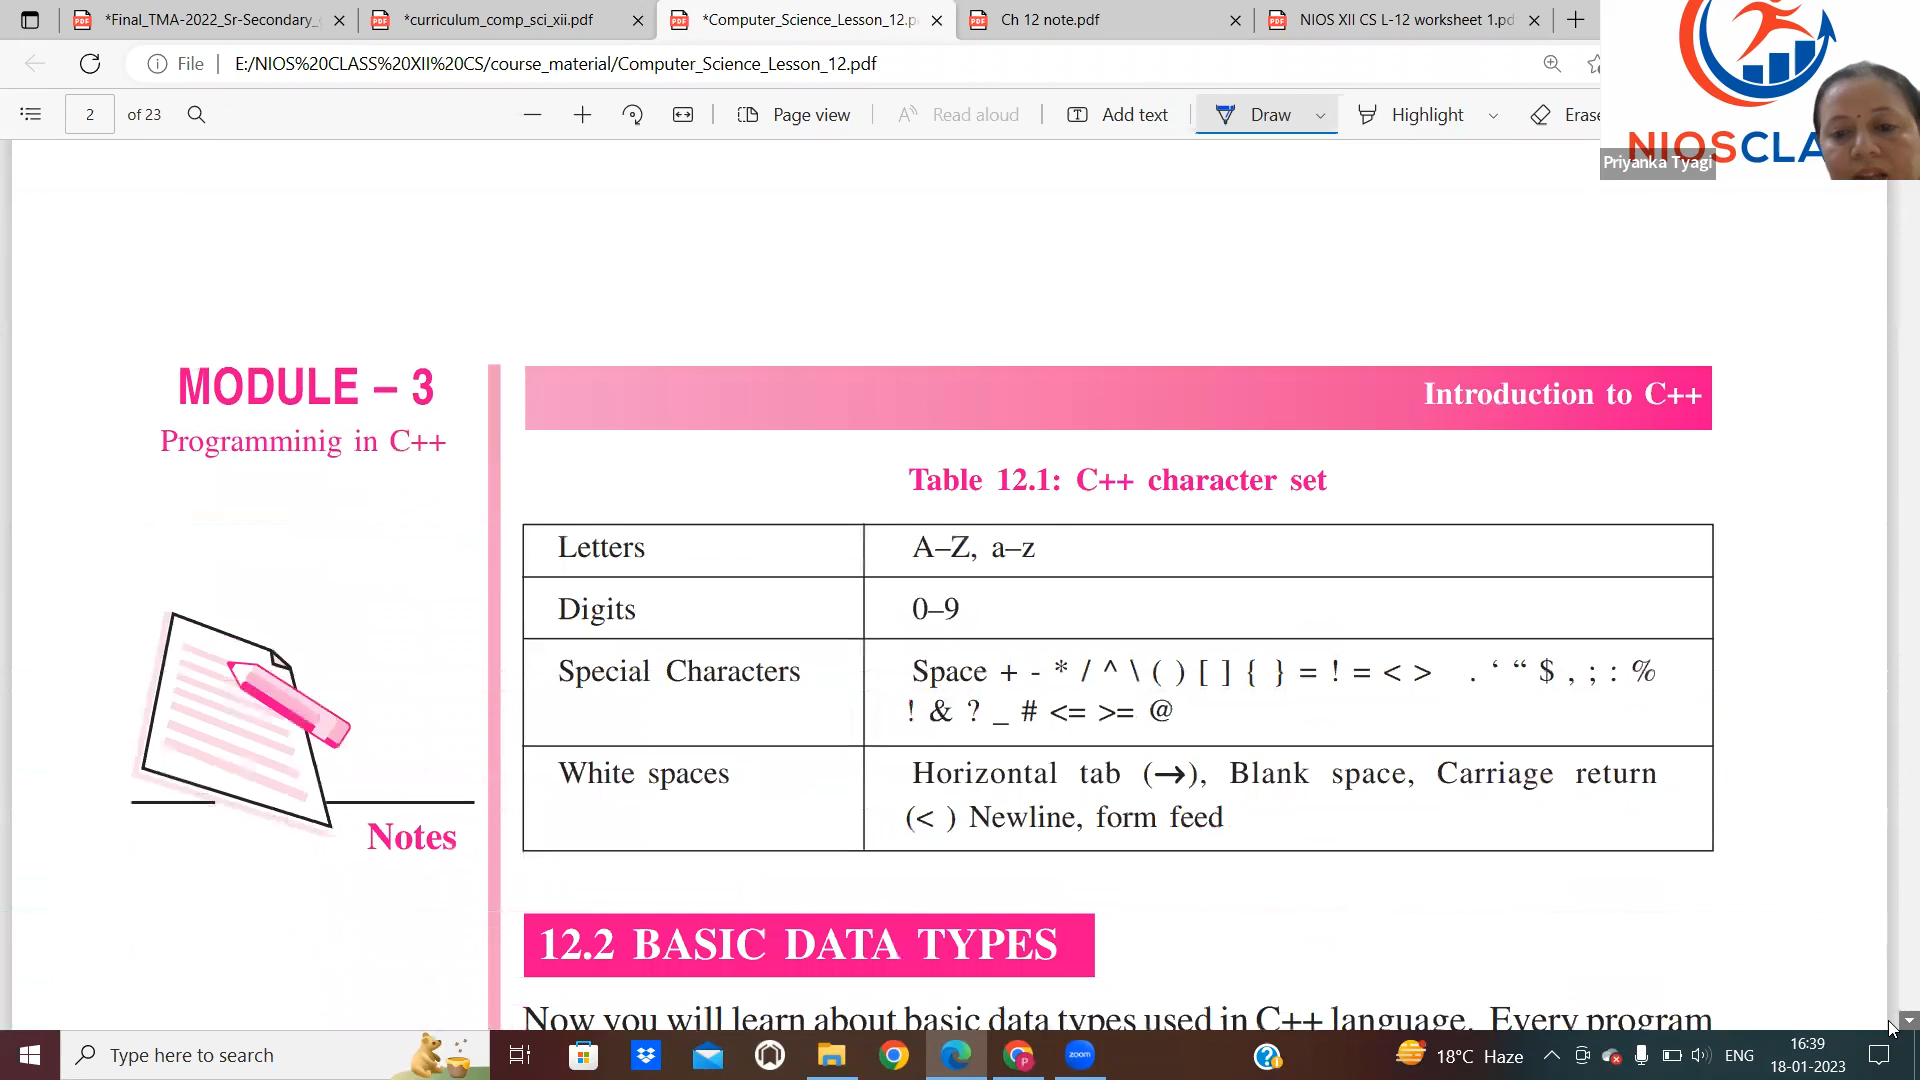 *Final_TMA-2022_Sr-Secondary_
*curriculum_comp_sci_xii.pdf
*Computer_Science_Lesson_12.p
Ch 12 note.pdf
NIOS XII CS L-12 worksheet 1.pd
File
E:/NIOS%20CLASS%20XII%20CS/course_material/Computer_Science_Lesson_12.pdf
2 of 23
Page view
Read aloud
Add text
Draw
Highlight
Erase
NIOSCLA
Priyanka Tyagi
MODULE – 3
Programminig in C++
Notes
Introduction to C++
Table 12.1: C++ character set
Letters A–Z, a–z
Digits 0–9
Special Characters Space + - * / ^ \ ( ) [ ] { } = ! = < > . ‘ “ $ , ; : %
! & ? _ # <= >= @
White spaces Horizontal tab (→), Blank space, Carriage return
(< ) Newline, form feed
12.2 BASIC DATA TYPES
Now you will learn about basic data types used in C++ language. Every program
Type here to search
zoom
18°C Haze
ENG
16:39
18-01-2023